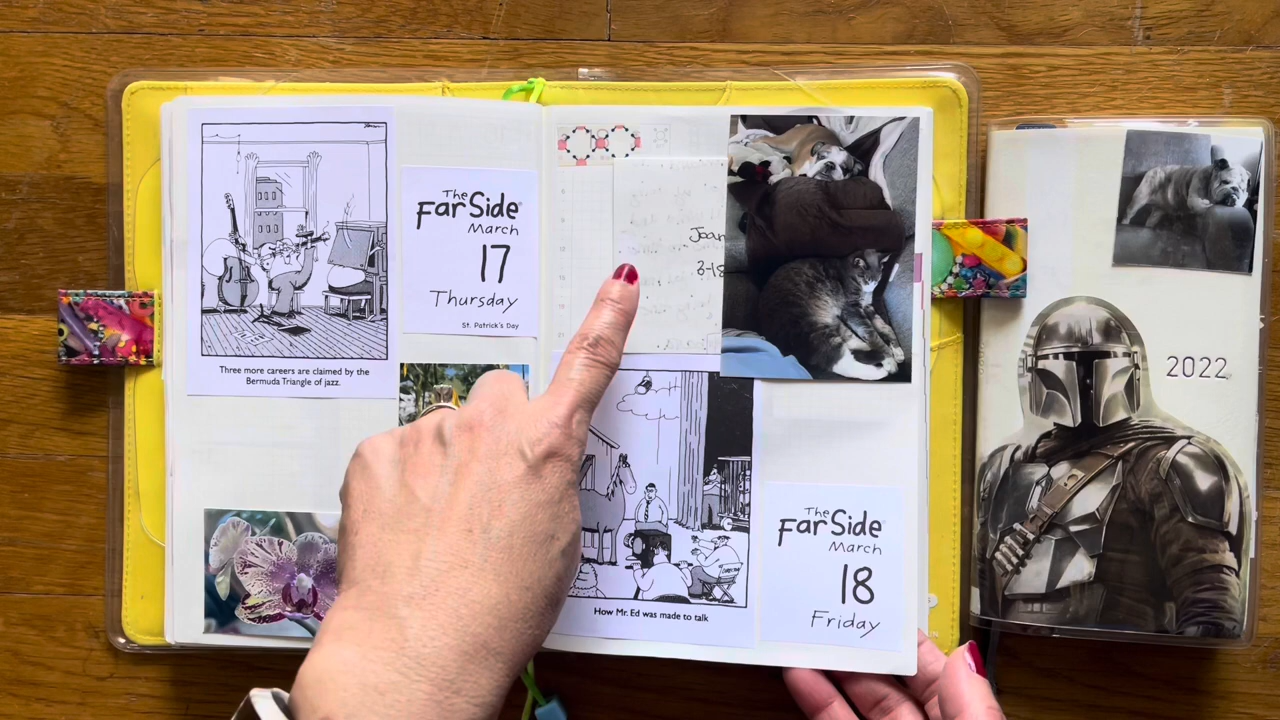 Three more careers are claimed by the
Bermuda Triangle of jazz.
The
Far Side
March
17
Thursday
St. Patrick's Day
Joan
3-18
How Mr. Ed was made to talk
DIRECTOR
The
Far Side
March
18
Friday
2022